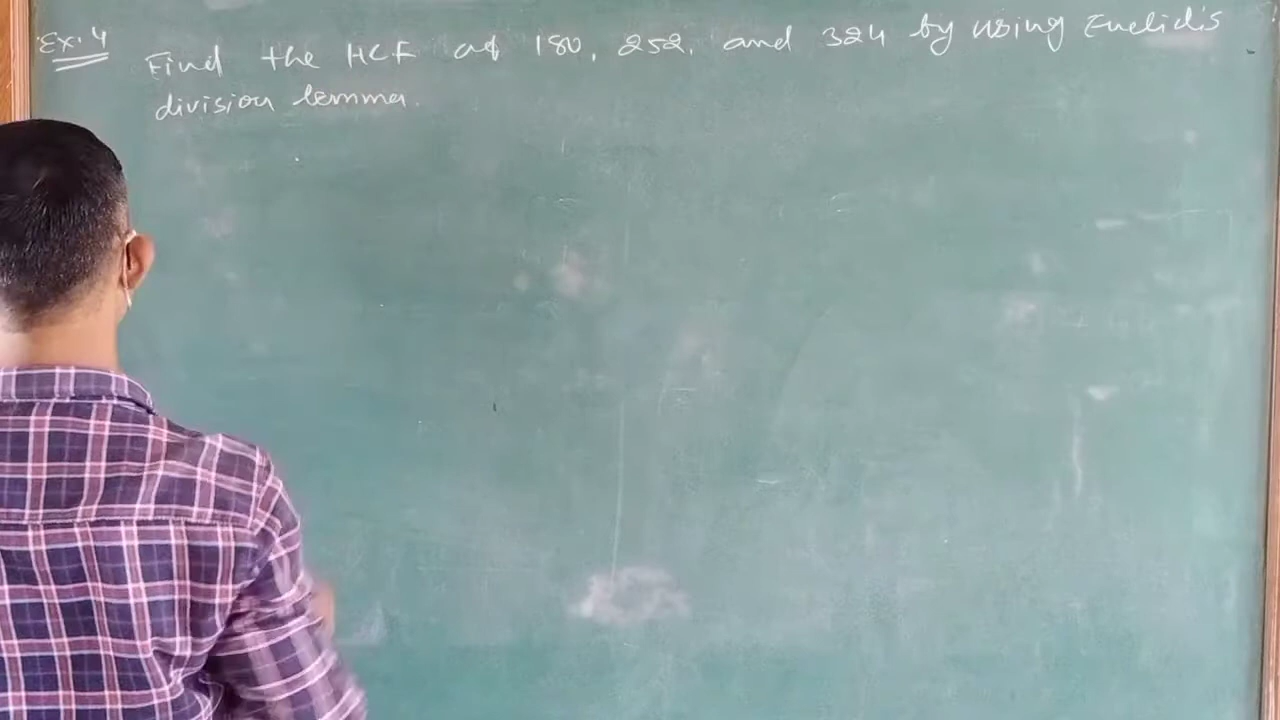 Ex. 4 Find the HCF of 180, 252, and 324 by using Euclid's
division lemma.